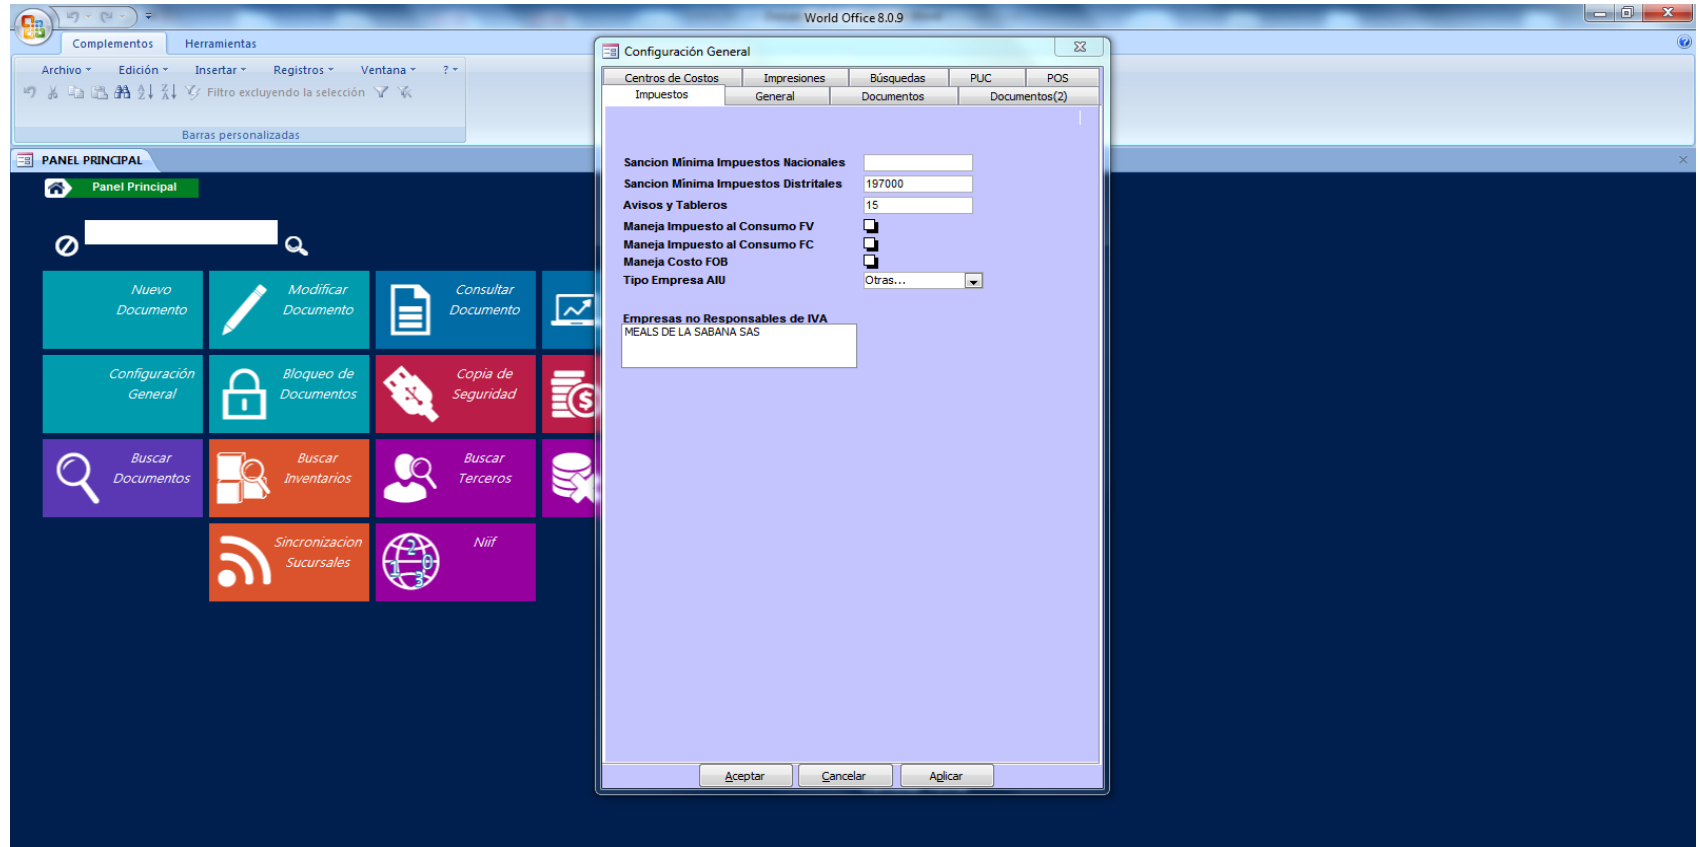 World Office 8.0.9
Complementos Herramientas
Archivo Edición Insertar Registros Ventana ?
Filtro excluyendo la selección
Barras personalizadas
PANEL PRINCIPAL
Panel Principal
Nuevo Documento
Modificar Documento
Consultar Documento
Configuración General
Bloqueo de Documentos
Copia de Seguridad
Buscar Documentos
Buscar Inventarios
Buscar Terceros
Sincronizacion Sucursales
Niif
Configuración General
Centros de Costos Impresiones Búsquedas PUC POS
Impuestos General Documentos Documentos(2)
Sancion Mínima Impuestos Nacionales
Sancion Mínima Impuestos Distritales 197000
Avisos y Tableros 15
Maneja Impuesto al Consumo FV
Maneja Impuesto al Consumo FC
Maneja Costo FOB
Tipo Empresa AIU Otras...
Empresas no Responsables de IVA
MEALS DE LA SABANA SAS
Aceptar Cancelar Aplicar